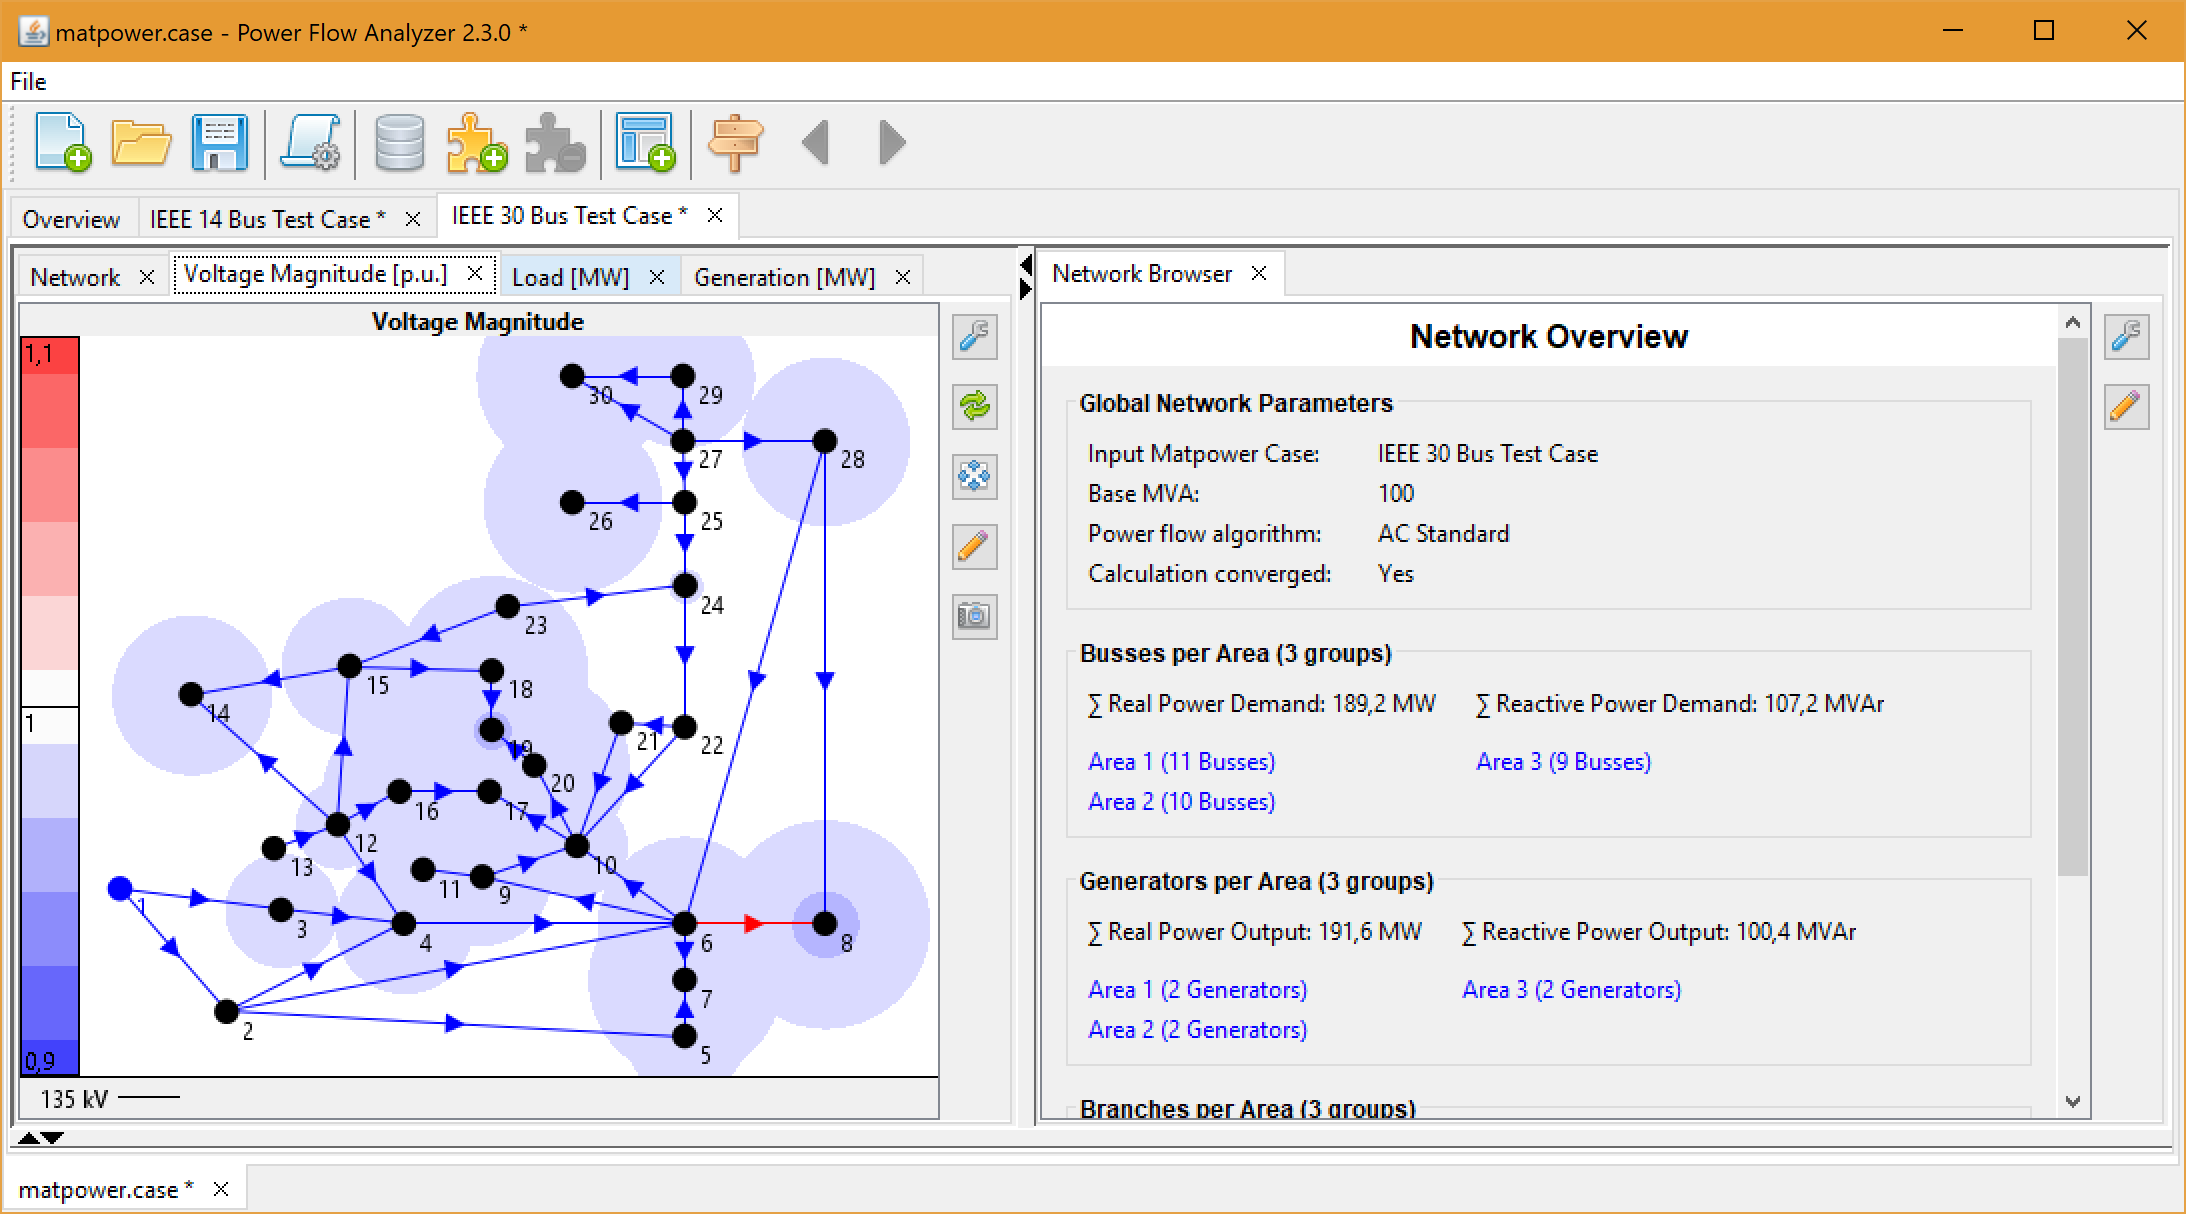 matpower.case - Power Flow Analyzer 2.3.0 *
File
Overview
IEEE 14 Bus Test Case *
IEEE 30 Bus Test Case *
Network
Voltage Magnitude [p.u.]
Load [MW]
Generation [MW]
Voltage Magnitude
1,1
1
0,9
30
29
27
28
26
25
24
23
15
18
14
19
21
22
20
16
17
12
13
10
11
9
1
3
4
6
8
7
2
5
135 kV
Network Browser
Network Overview
Global Network Parameters
Input Matpower Case: IEEE 30 Bus Test Case
Base MVA: 100
Power flow algorithm: AC Standard
Calculation converged: Yes
Busses per Area (3 groups)
∑ Real Power Demand: 189,2 MW ∑ Reactive Power Demand: 107,2 MVAr
Area 1 (11 Busses) Area 3 (9 Busses)
Area 2 (10 Busses)
Generators per Area (3 groups)
∑ Real Power Output: 191,6 MW ∑ Reactive Power Output: 100,4 MVAr
Area 1 (2 Generators) Area 3 (2 Generators)
Area 2 (2 Generators)
Branches per Area (3 groups)
matpower.case *